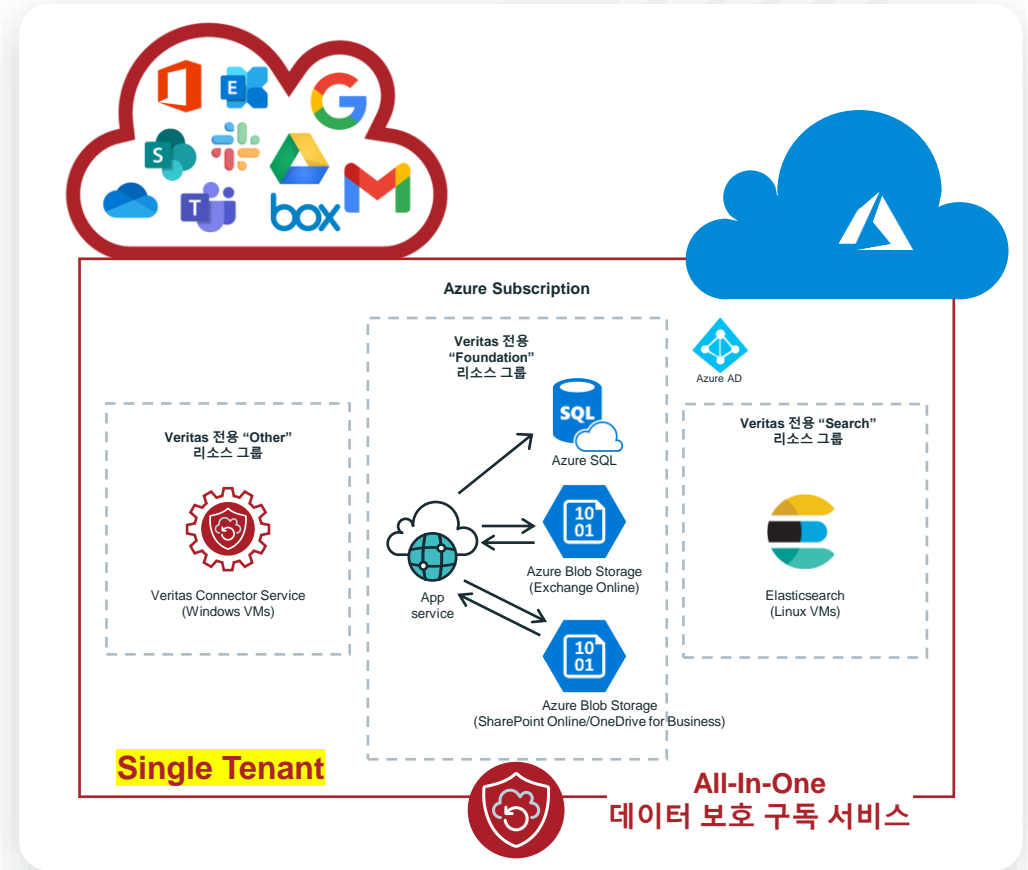 E
S
T
box
Azure Subscription
Veritas 전용
“Foundation”
리소스 그룹
SQL
Azure SQL
Azure AD
Veritas 전용 “Other”
리소스 그룹
Veritas Connector Service
(Windows VMs)
App
service
10
01
Azure Blob Storage
(Exchange Online)
10
01
Azure Blob Storage
(SharePoint Online/OneDrive for Business)
Veritas 전용 “Search”
리소스 그룹
Elasticsearch
(Linux VMs)
Single Tenant
All-In-One
데이터 보호 구독 서비스